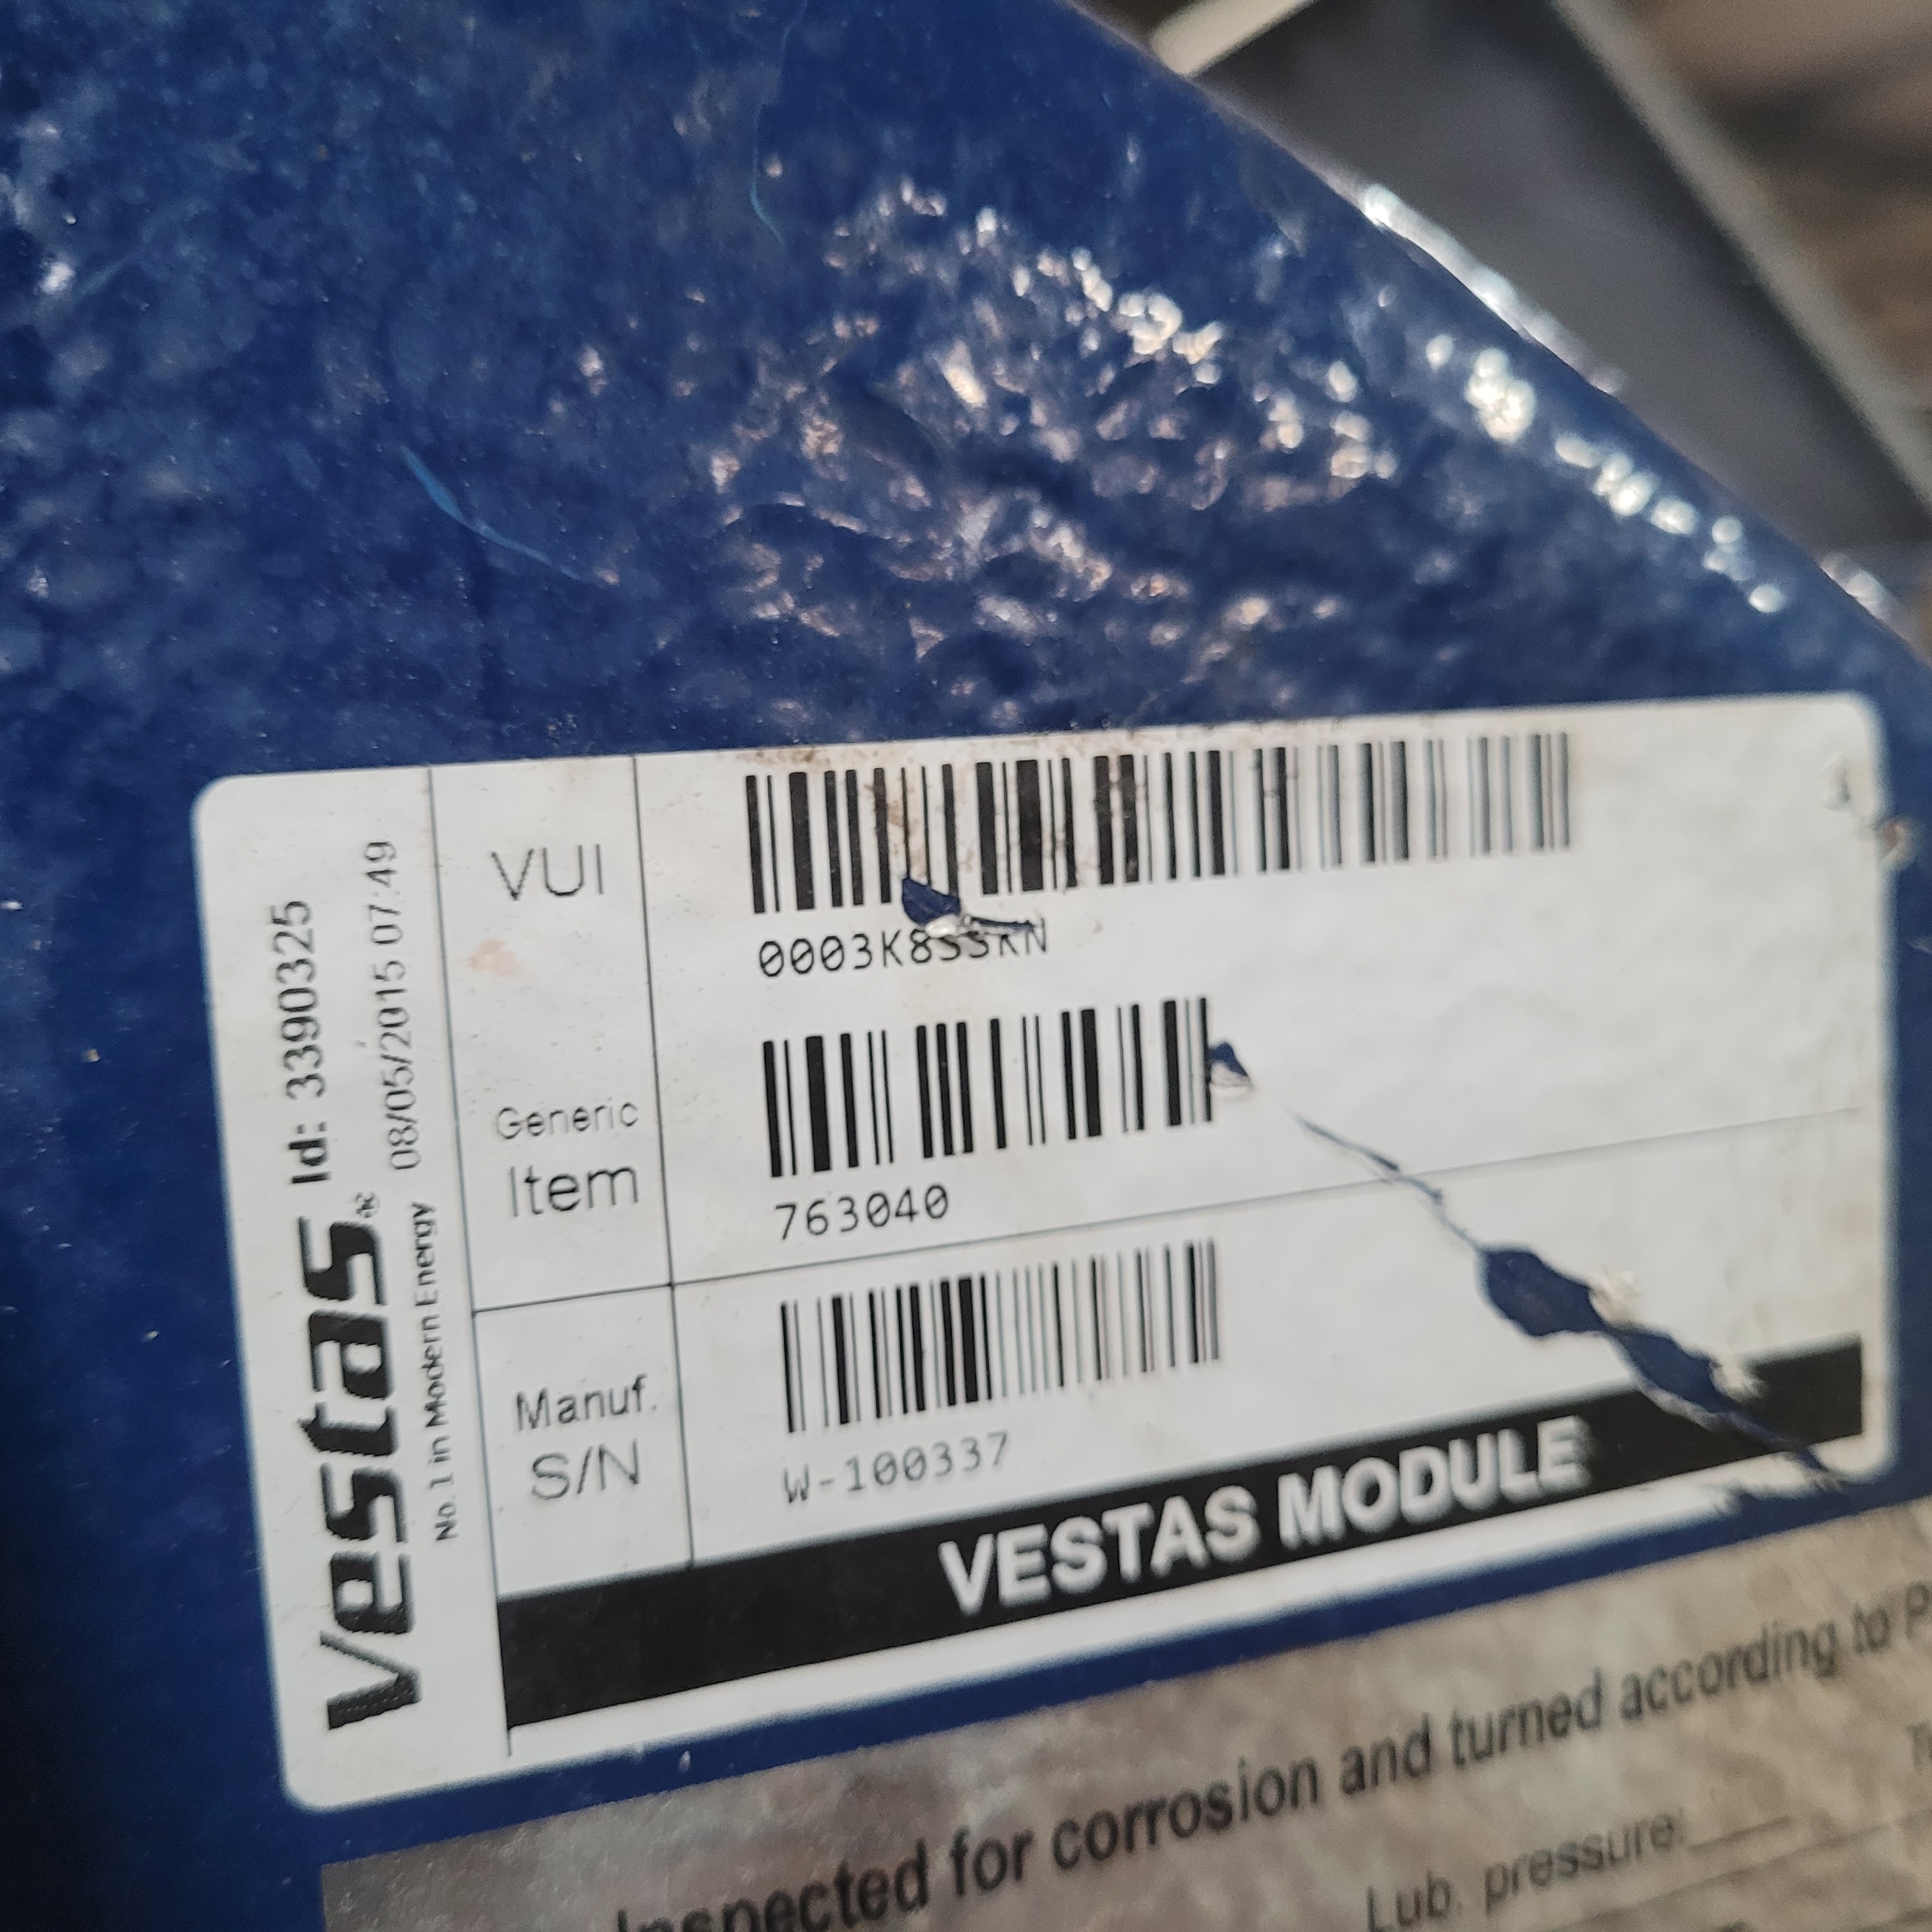 Vestas® Id: 3390325
No. 1 in Modern Energy 08/05/2015 07:49
VUI
Generic
Item
763040
Manuf.
S/N
W-100337
VESTAS MODULE
Inspected for corrosion and turned according to
Lub. pressure: